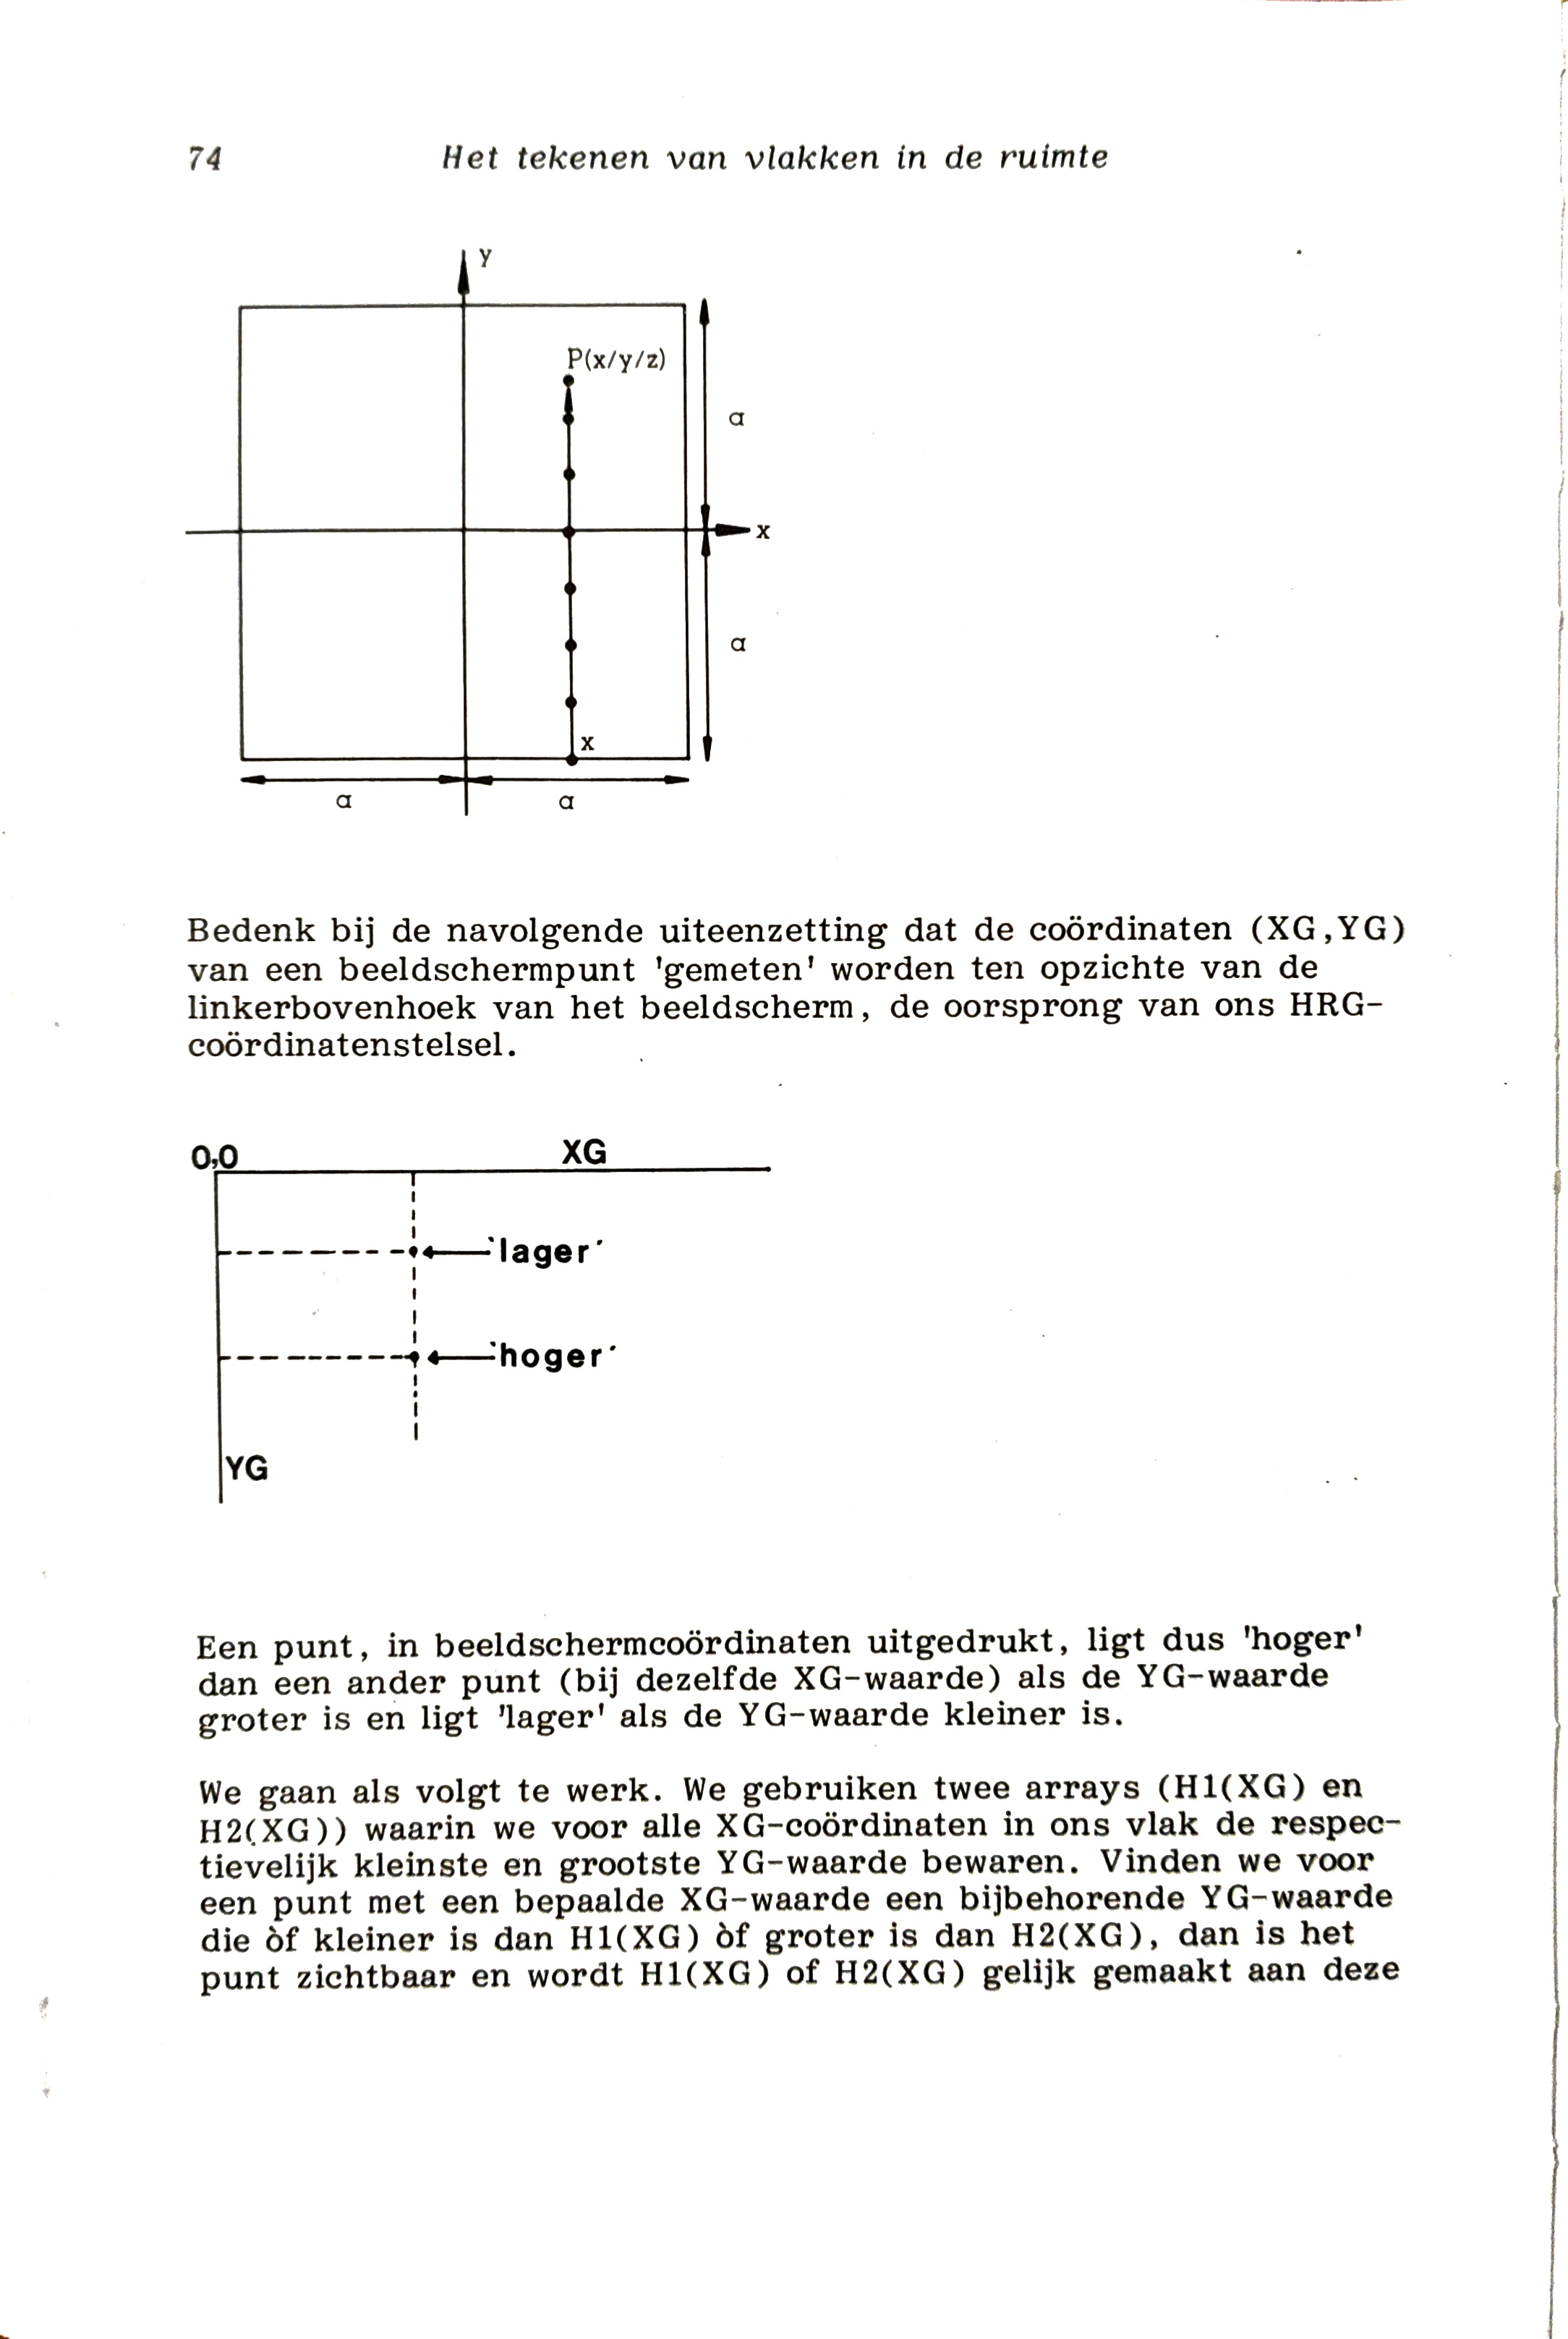 74 Het tekenen van vlakken in de ruimte
y
P(x/y/z)
a
x
a
x
a a
Bedenk bij de navolgende uiteenzetting dat de coördinaten (XG,YG)
van een beeldschermpunt 'gemeten' worden ten opzichte van de
linkerbovenhoek van het beeldscherm, de oorsprong van ons HRG-
coördinatenstelsel.
0,0 XG
'lager'
'hoger'
YG
Een punt, in beeldschermcoördinaten uitgedrukt, ligt dus 'hoger'
dan een ander punt (bij dezelfde XG-waarde) als de YG-waarde
groter is en ligt 'lager' als de YG-waarde kleiner is.
We gaan als volgt te werk. We gebruiken twee arrays (H1(XG) en
H2(XG)) waarin we voor alle XG-coördinaten in ons vlak de respec-
tievelijk kleinste en grootste YG-waarde bewaren. Vinden we voor
een punt met een bepaalde XG-waarde een bijbehorende YG-waarde
die òf kleiner is dan H1(XG) òf groter is dan H2(XG), dan is het
punt zichtbaar en wordt H1(XG) of H2(XG) gelijk gemaakt aan deze